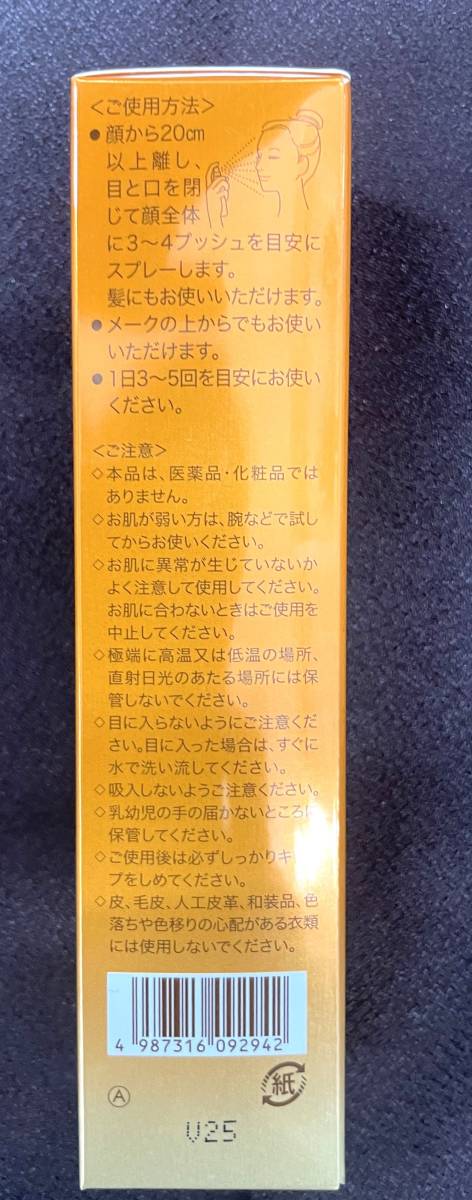 ＜ご使用方法＞
●顔から20cm
以上離し、
目と口を閉
じて顔全体
に3〜4プッシュを目安に
スプレーします。
髪にもお使いいただけます。
●メークの上からでもお使い
いただけます。
●1日3〜5回を目安にお使い
ください。
＜ご注意＞
◇本品は、医薬品・化粧品では
ありません。
◇お肌が弱い方は、腕などで試し
てからお使いください。
◇お肌に異常が生じていないか
よく注意して使用してください。
お肌に合わないときはご使用を
中止してください。
◇極端に高温又は低温の場所、
直射日光のあたる場所には保
管しないでください。
◇目に入らないようにご注意くだ
さい。目に入った場合は、すぐに
水で洗い流してください。
◇吸入しないようご注意ください。
◇乳幼児の手の届かないところに
保管してください。
◇ご使用後は必ずしっかりキャッ
プをしめてください。
◇皮、毛皮、人工皮革、和装品、色
落ちや色移りの心配がある衣類
には使用しないでください。
4 987316 092942
紙
A
V25